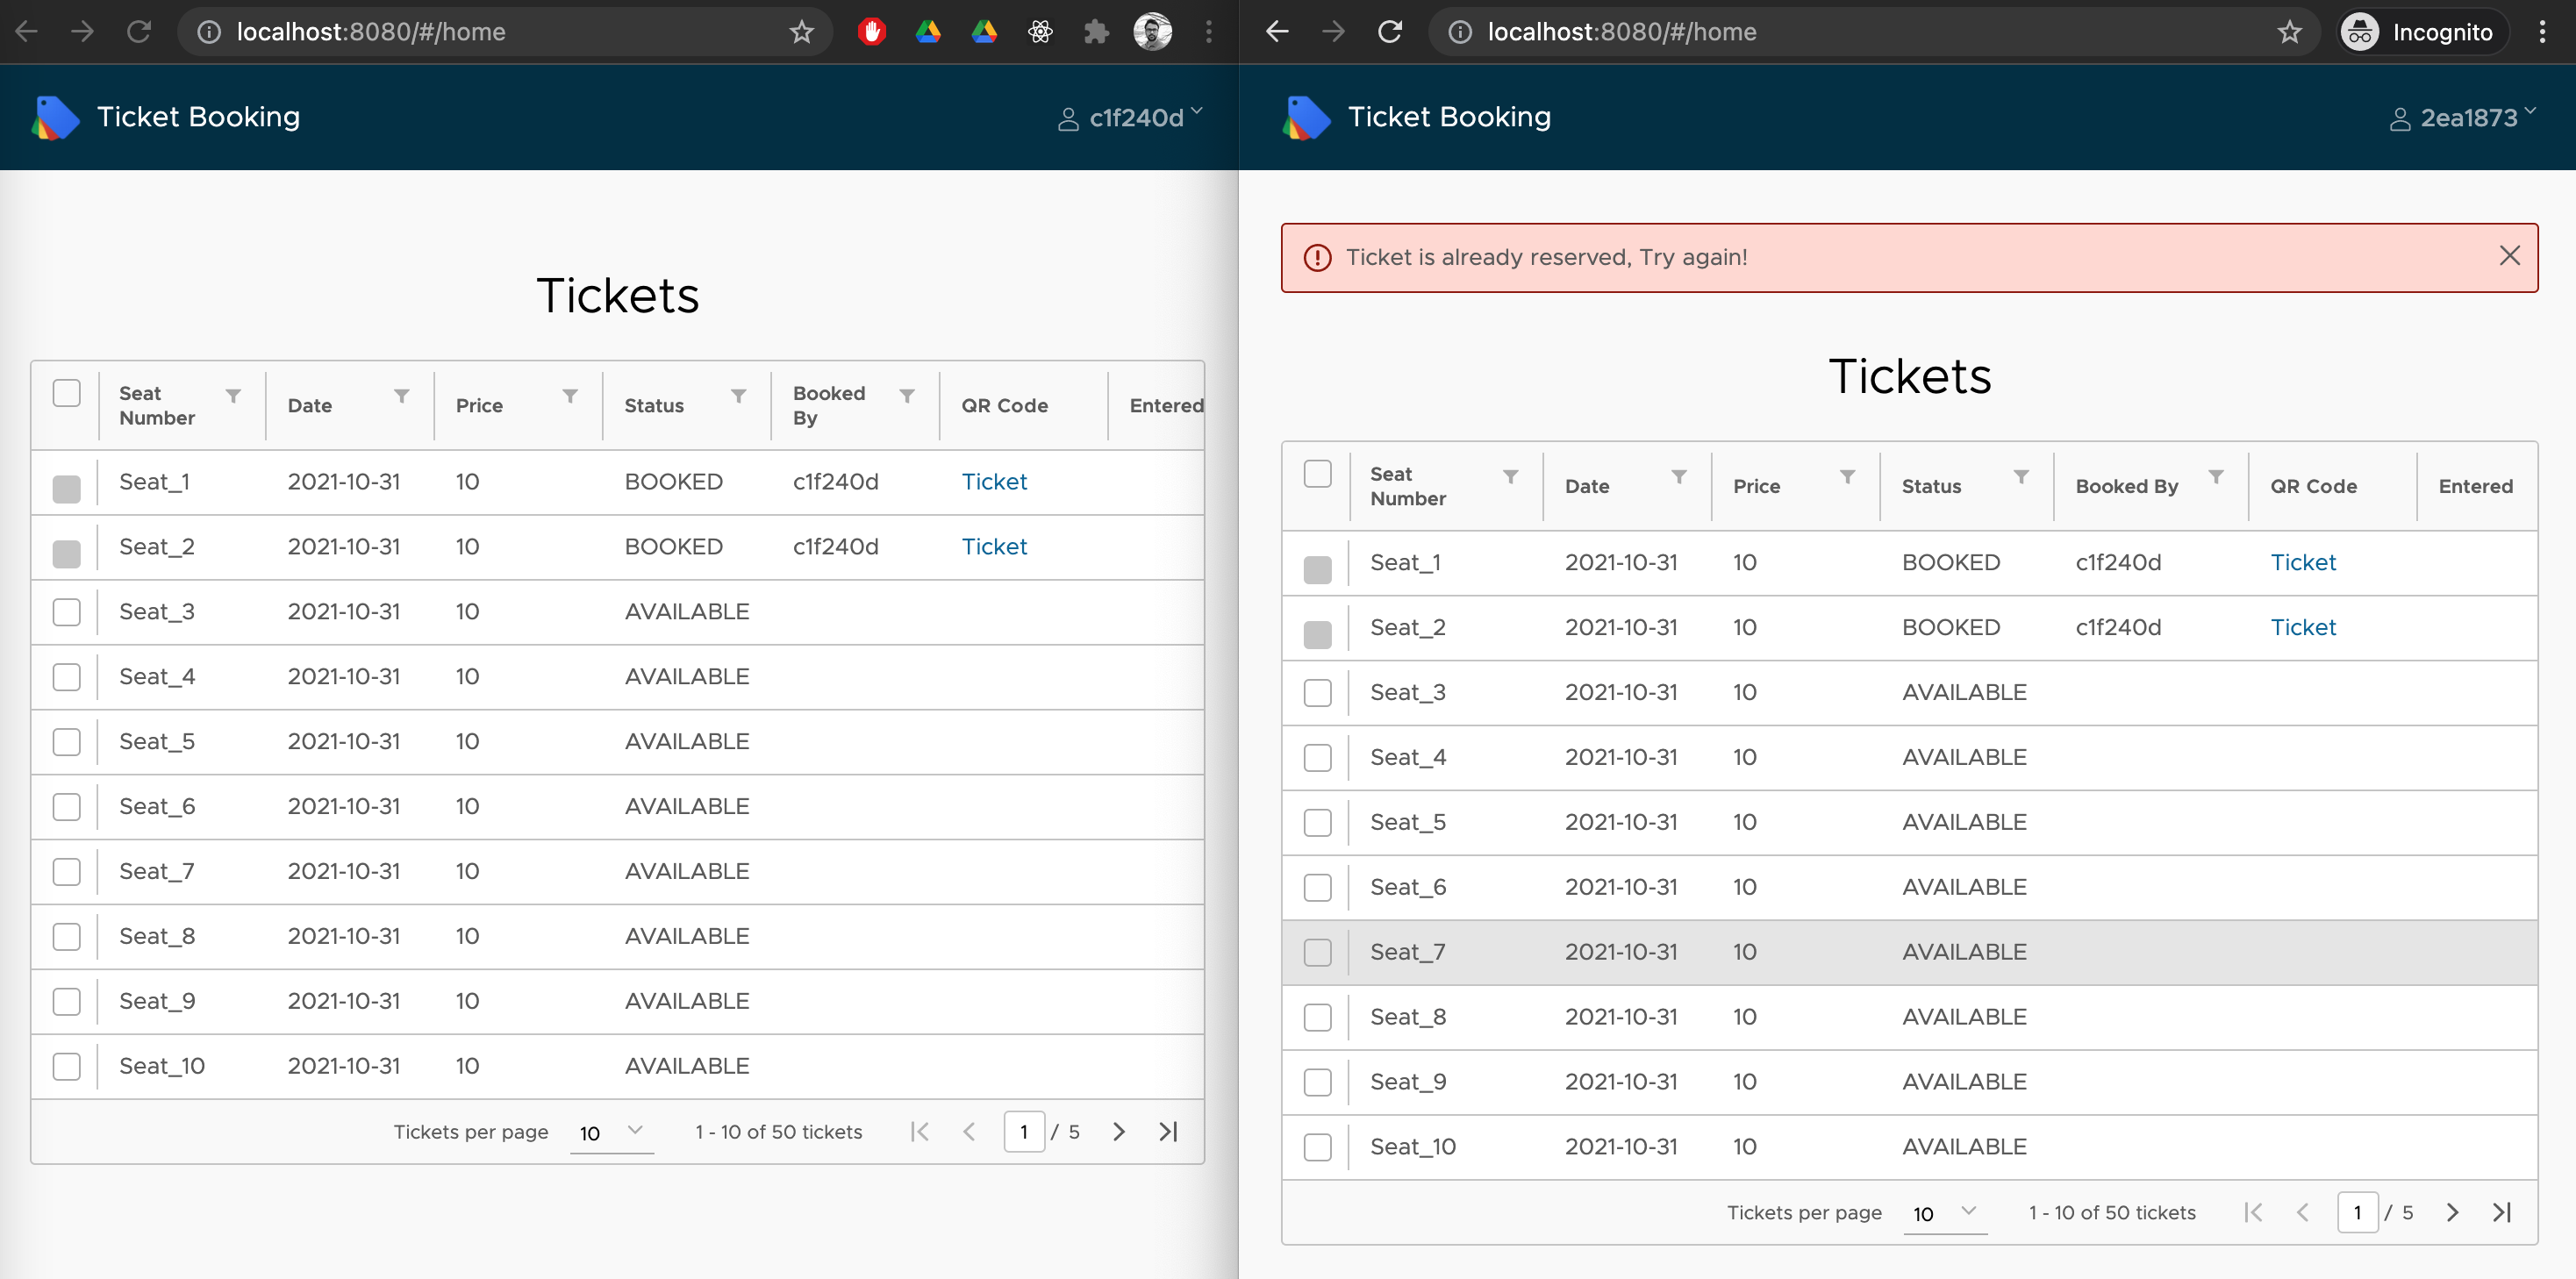 localhost:8080/#/home
Ticket Booking
c1f240d
Tickets
Seat Number Date Price Status Booked By QR Code Entered
Seat_1 2021-10-31 10 BOOKED c1f240d Ticket
Seat_2 2021-10-31 10 BOOKED c1f240d Ticket
Seat_3 2021-10-31 10 AVAILABLE
Seat_4 2021-10-31 10 AVAILABLE
Seat_5 2021-10-31 10 AVAILABLE
Seat_6 2021-10-31 10 AVAILABLE
Seat_7 2021-10-31 10 AVAILABLE
Seat_8 2021-10-31 10 AVAILABLE
Seat_9 2021-10-31 10 AVAILABLE
Seat_10 2021-10-31 10 AVAILABLE
Tickets per page 10 1 - 10 of 50 tickets 1 / 5
localhost:8080/#/home Incognito
Ticket Booking
2ea1873
Ticket is already reserved, Try again!
Tickets
Seat Number Date Price Status Booked By QR Code Entered
Seat_1 2021-10-31 10 BOOKED c1f240d Ticket
Seat_2 2021-10-31 10 BOOKED c1f240d Ticket
Seat_3 2021-10-31 10 AVAILABLE
Seat_4 2021-10-31 10 AVAILABLE
Seat_5 2021-10-31 10 AVAILABLE
Seat_6 2021-10-31 10 AVAILABLE
Seat_7 2021-10-31 10 AVAILABLE
Seat_8 2021-10-31 10 AVAILABLE
Seat_9 2021-10-31 10 AVAILABLE
Seat_10 2021-10-31 10 AVAILABLE
Tickets per page 10 1 - 10 of 50 tickets 1 / 5